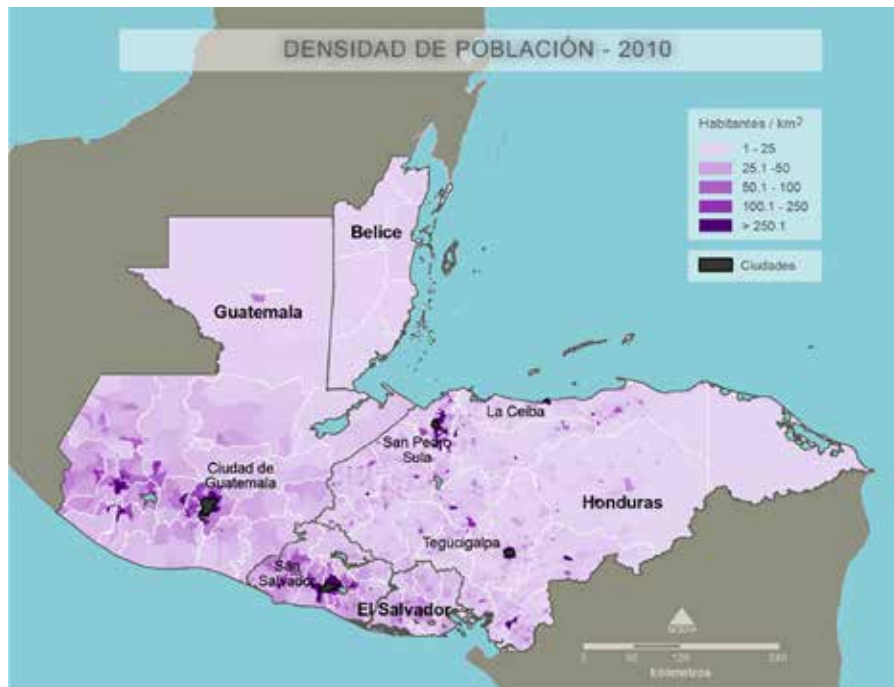 DENSIDAD DE POBLACIÓN - 2010
Habitantes / km²
1 - 25
25.1 -50
50.1 - 100
100.1 - 250
> 250.1
Ciudades
Belice
Guatemala
La Ceiba
San Pedro
Sula
Ciudad de
Guatemala
Honduras
Tegucigalpa
San
Salvador
El Salvador
kilómetros